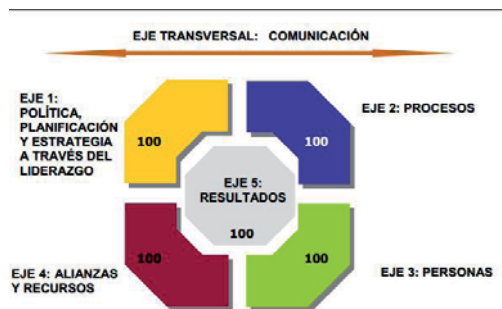 EJE TRANSVERSAL: COMUNICACIÓN
EJE 1:
POLÍTICA,
PLANIFICACIÓN
Y ESTRATEGIA
A TRAVÉS DEL
LIDERAZGO
100
100
EJE 2: PROCESOS
EJE 5:
RESULTADOS
100
EJE 4: ALIANZAS
Y RECURSOS
100
100
EJE 3: PERSONAS